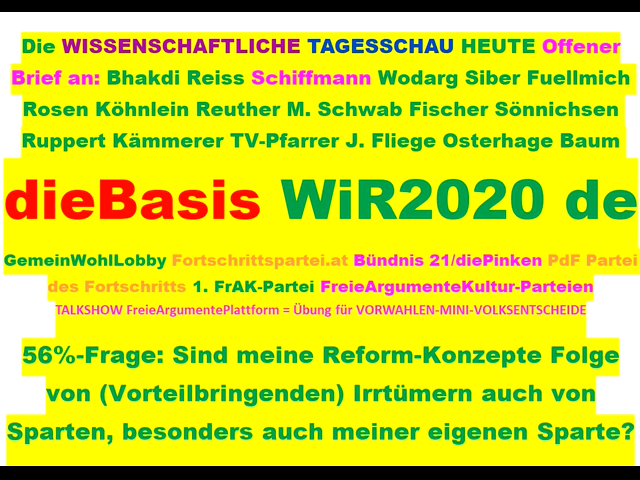 Die WISSENSCHAFTLICHE TAGESSCHAU HEUTE Offener
Brief an: Bhakdi Reiss Schiffmann Wodarg Siber Fuellmich
Rosen Köhnlein Reuther M. Schwab Fischer Sönnichsen
Ruppert Kämmerer TV-Pfarrer J. Fliege Osterhage Baum
dieBasis WiR2020 de
GemeinWohlLobby Fortschrittspartei.at Bündnis 21/diePinken PdF Partei
des Fortschritts 1. FrAK-Partei FreieArgumenteKultur-Parteien
TALKSHOW FreieArgumentePlattform = Übung für VORWAHLEN-MINI-VOLKSENTSCHEIDE
56%-Frage: Sind meine Reform-Konzepte Folge
von (Vorteilbringenden) Irrtümern auch von
Sparten, besonders auch meiner eigenen Sparte?